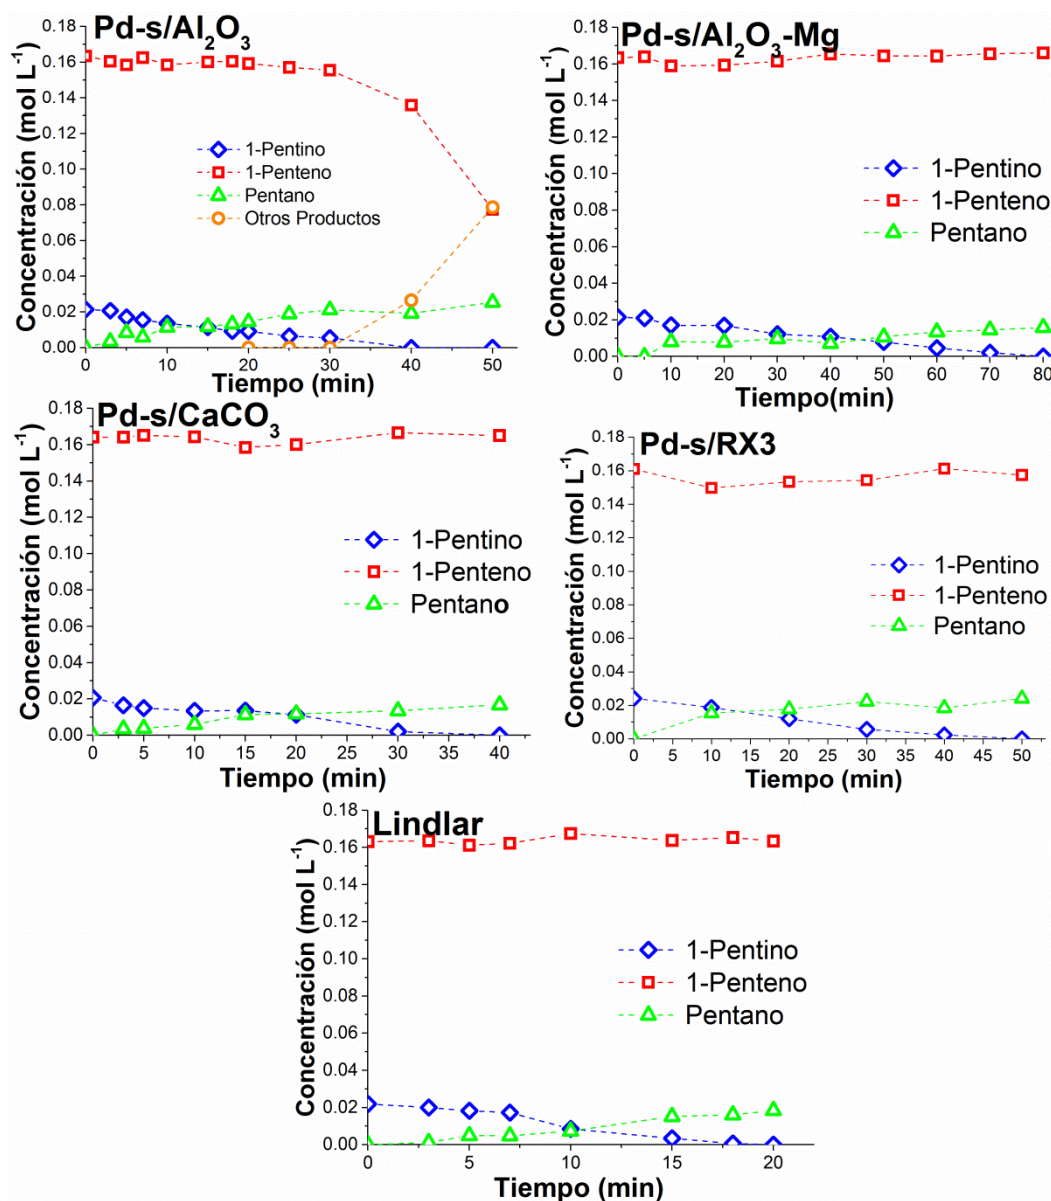 Pd-s/Al2O3
Concentración (mol L-1)
0.18
0.16
0.14
0.12
0.10
0.08
0.06
0.04
0.02
0.00
1-Pentino
1-Penteno
Pentano
Otros Productos
0 10 20 30 40 50
Tiempo (min)
Pd-s/Al2O3-Mg
Concentración (mol L-1)
0.18
0.16
0.14
0.12
0.10
0.08
0.06
0.04
0.02
0.00
1-Pentino
1-Penteno
Pentano
0 10 20 30 40 50 60 70 80
Tiempo(min)
Pd-s/CaCO3
Concentración (mol L-1)
0.18
0.16
0.14
0.12
0.10
0.08
0.06
0.04
0.02
0.00
1-Pentino
1-Penteno
Pentano
0 5 10 15 20 25 30 35 40
Tiempo (min)
Pd-s/RX3
Concentración (mol L-1)
0.18
0.16
0.14
0.12
0.10
0.08
0.06
0.04
0.02
0.00
1-Pentino
1-Penteno
Pentano
0 5 10 15 20 25 30 35 40 45 50
Tiempo (min)
Lindlar
Concentración (mol L-1)
0.18
0.16
0.14
0.12
0.10
0.08
0.06
0.04
0.02
0.00
1-Pentino
1-Penteno
Pentano
0 5 10 15 20
Tiempo (min)